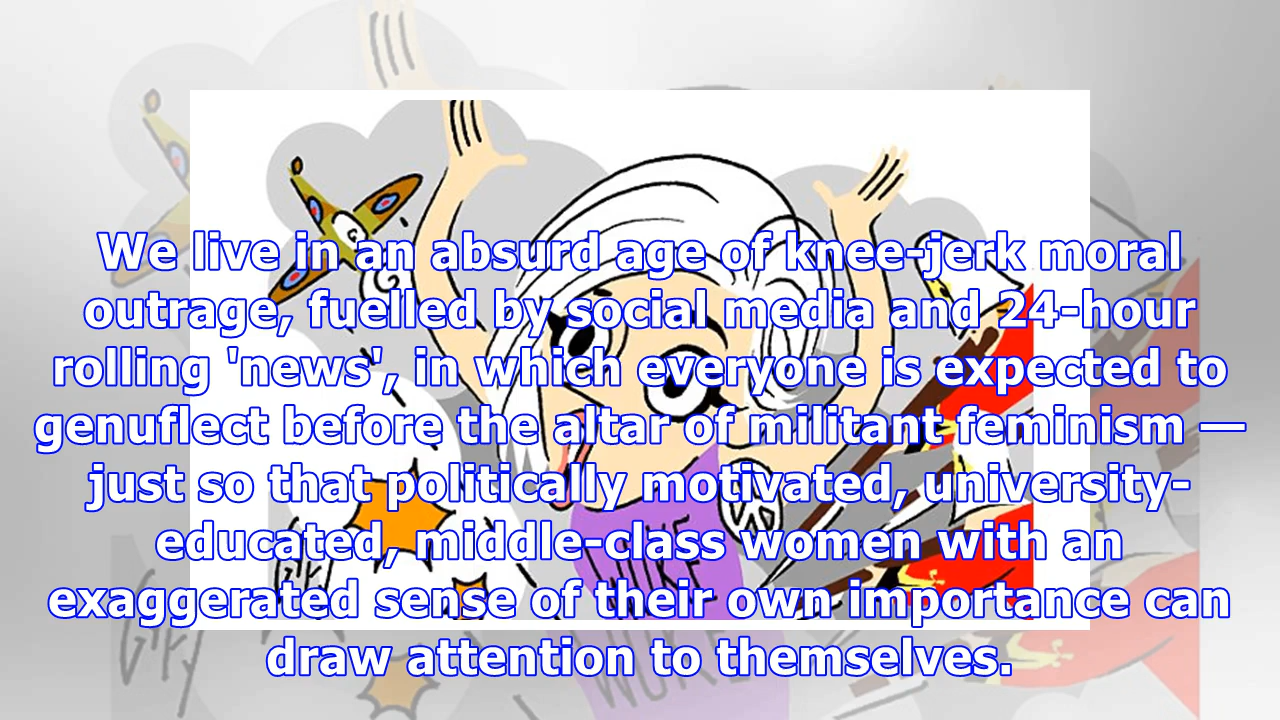 We live in an absurd age of knee-jerk moral
outrage, fuelled by social media and 24-hour
rolling 'news', in which everyone is expected to
genuflect before the altar of militant feminism —
just so that politically motivated, university-
educated, middle-class women with an
exaggerated sense of their own importance can
draw attention to themselves.
WOKE
WOKE